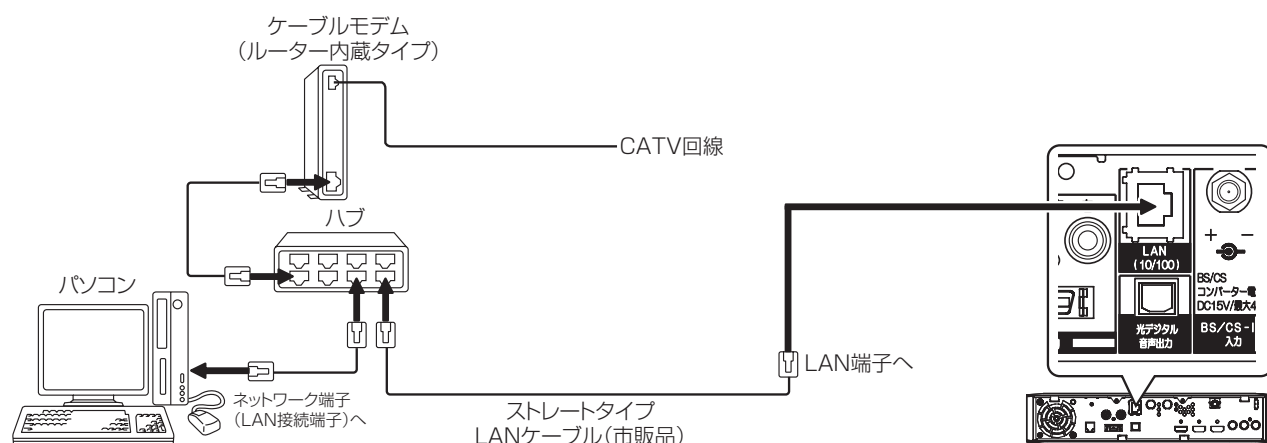 ケーブルモデム
（ルーター内蔵タイプ）
CATV回線
ハブ
パソコン
ネットワーク端子
（LAN接続端子）へ
ストレートタイプ
LANケーブル（市販品）
LAN端子へ
LAN
(10/100)
光デジタル
音声出力
+ −
BS/CS
コンバーター電
DC15V/最大4
BS/CS-I
入力